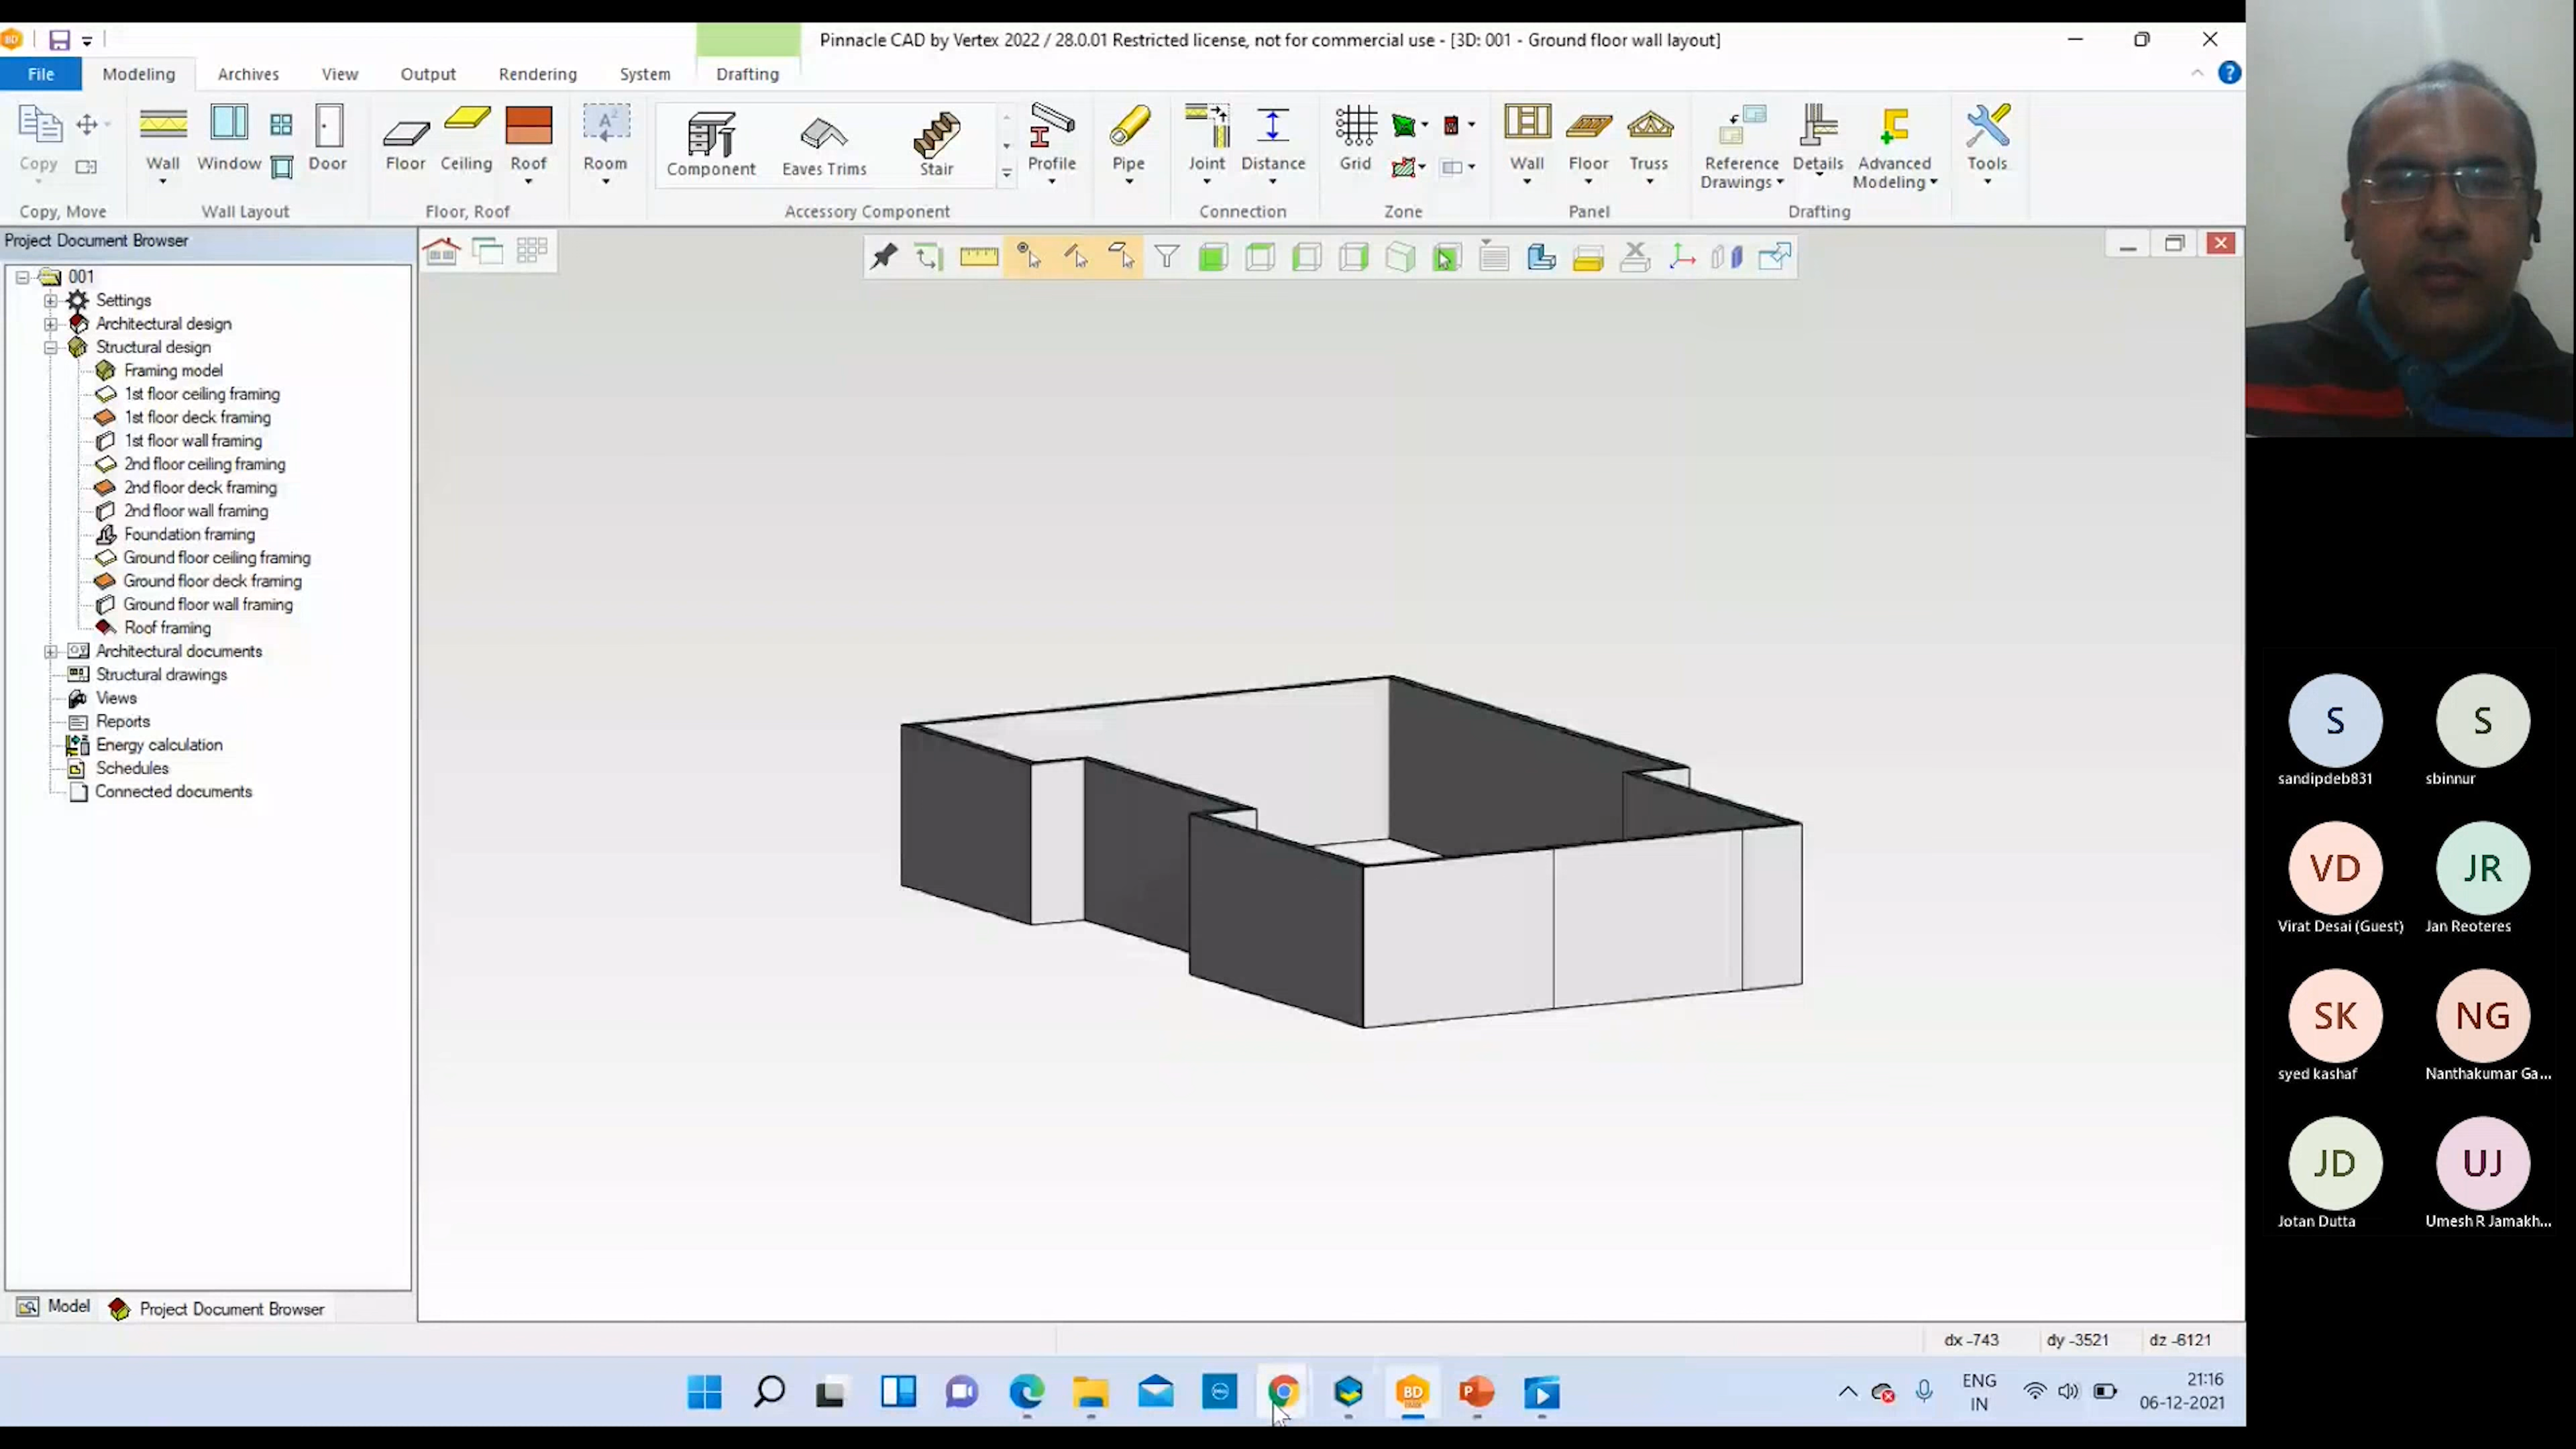 BD
Pinnacle CAD by Vertex 2022 / 28.0.01 Restricted license, not for commercial use - [3D: 001 - Ground floor wall layout]
File Modeling Archives View Output Rendering System Drafting
Copy Wall Window Door Floor Ceiling Roof Room Component Eaves Trims Stair Profile Pipe Joint Distance Grid Wall Floor Truss Reference Drawings Details Advanced Modeling Tools
Copy, Move Wall Layout Floor, Roof Accessory Component Connection Zone Panel Drafting
Project Document Browser
001
Settings
Architectural design
Structural design
Framing model
1st floor ceiling framing
1st floor deck framing
1st floor wall framing
2nd floor ceiling framing
2nd floor deck framing
2nd floor wall framing
Foundation framing
Ground floor ceiling framing
Ground floor deck framing
Ground floor wall framing
Roof framing
Architectural documents
Structural drawings
Views
Reports
Energy calculation
Schedules
Connected documents
Model Project Document Browser
dx -743 dy -3521 dz -6121
BD
P
ENG
IN
21:16
06-12-2021
S S
sandipdeb831 sbinnur
VD JR
Virat Desai (Guest) Jan Reoteres
SK NG
syed kashaf Nanthakumar Ga...
JD UJ
Jotan Dutta Umesh R Jamakh...